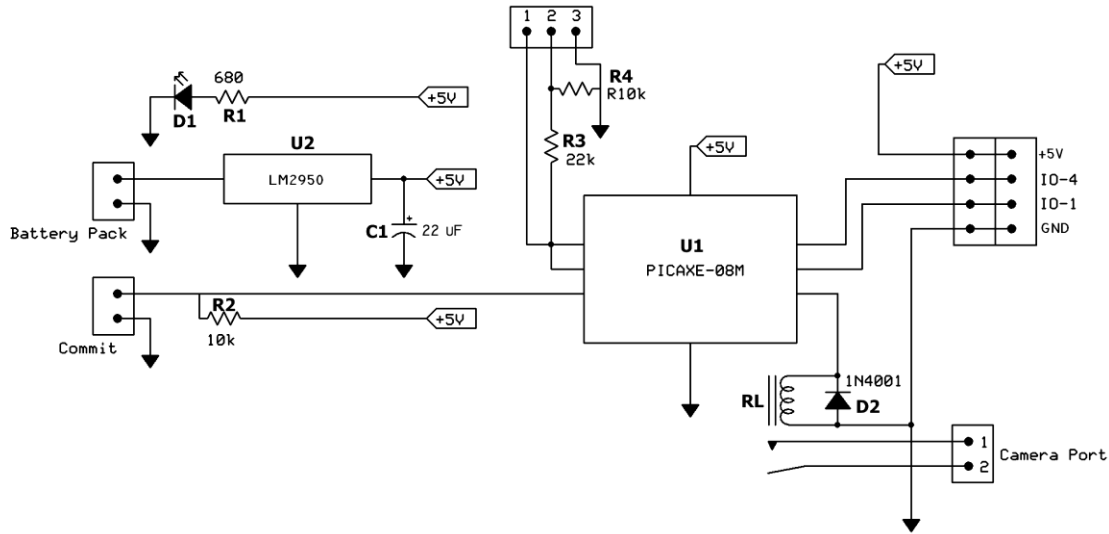 1 2 3
680
R1
D1
+5V
R4
R10k
R3
22k
+5V
+5V
U2
LM2950
+5V
C1
+
22 uF
Battery Pack
+5V
IO-4
IO-1
GND
U1
PICAXE-08M
R2
10k
+5V
Commit
1N4001
RL
D2
1
2
Camera Port